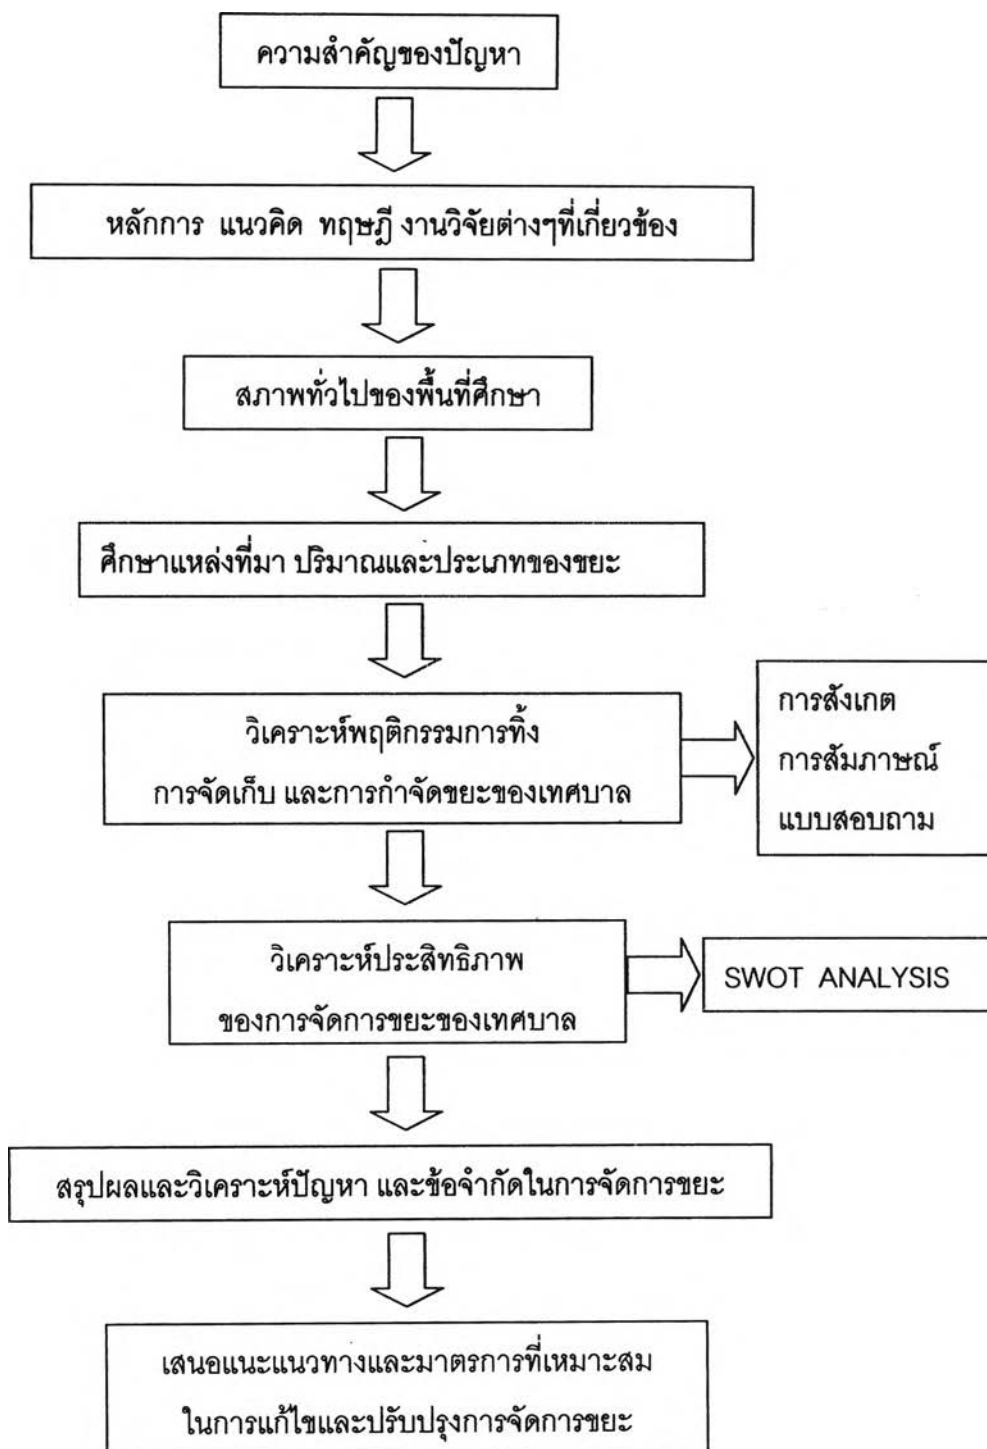 ความสำคัญของปัญหา
หลักการ แนวคิด ทฤษฎี งานวิจัยต่างๆที่เกี่ยวข้อง
สภาพทั่วไปของพื้นที่ศึกษา
ศึกษาแหล่งที่มา ปริมาณและประเภทของขยะ
วิเคราะห์พฤติกรรมการทิ้ง
การจัดเก็บ และการกำจัดขยะของเทศบาล
การสังเกต
การสัมภาษณ์
แบบสอบถาม
วิเคราะห์ประสิทธิภาพ
ของการจัดการขยะของเทศบาล
SWOT ANALYSIS
สรุปผลและวิเคราะห์ปัญหา และข้อจำกัดในการจัดการขยะ
เสนอแนะแนวทางและมาตรการที่เหมาะสม
ในการแก้ไขและปรับปรุงการจัดการขยะ